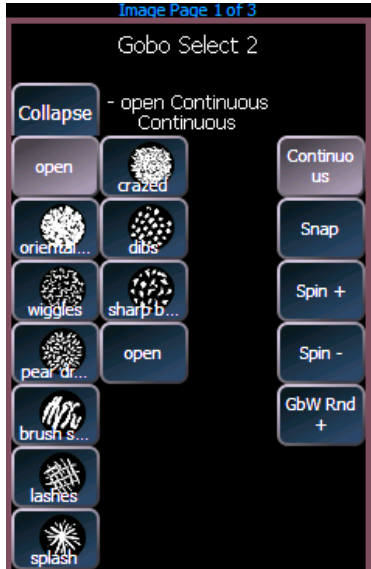 Image Page 1 of 3
Gobo Select 2
Collapse
- open Continuous
Continuous
open
crazed
Continuo
us
oriental...
dibs
Snap
wiggles
sharp b...
Spin +
pear dr...
open
Spin -
brush s...
GbW Rnd
+
lashes
splash